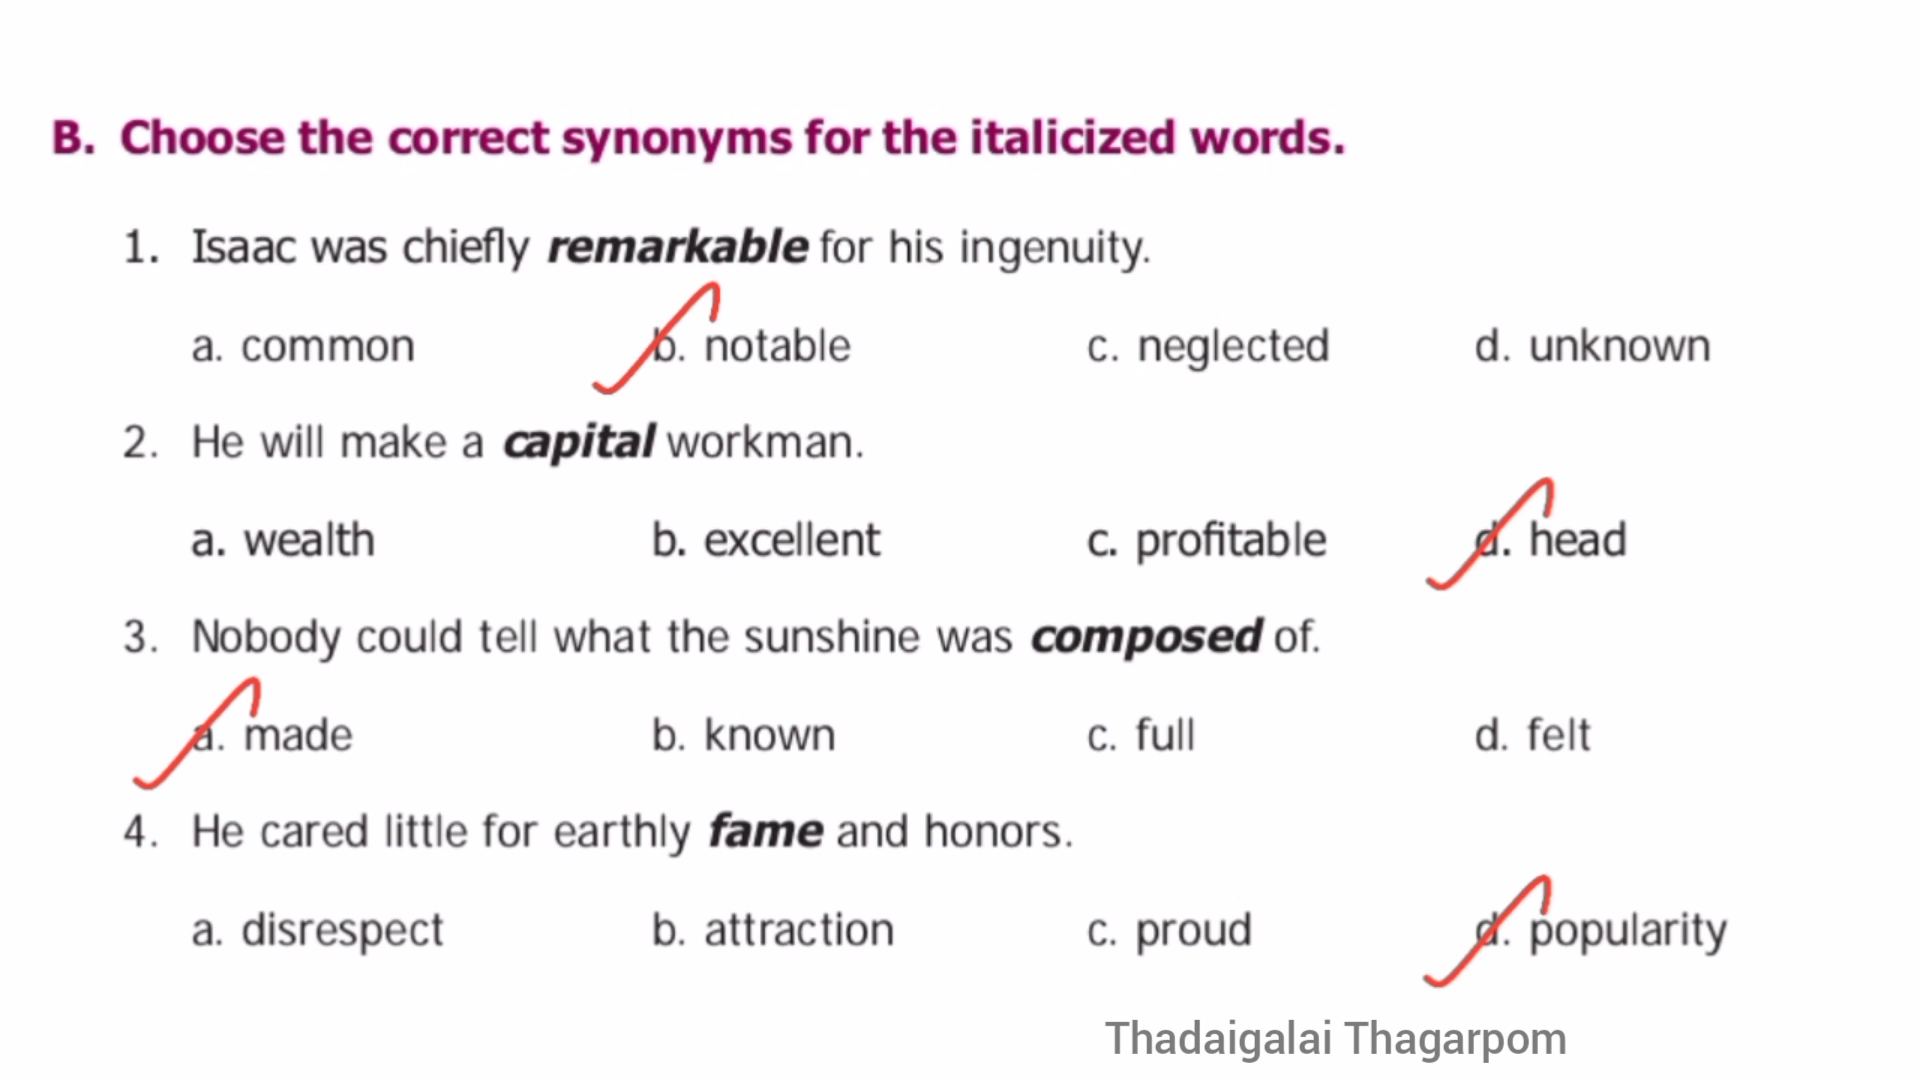 B. Choose the correct synonyms for the italicized words.
1. Isaac was chiefly remarkable for his ingenuity.
a. common b. notable c. neglected d. unknown
2. He will make a capital workman.
a. wealth b. excellent c. profitable d. head
3. Nobody could tell what the sunshine was composed of.
a. made b. known c. full d. felt
4. He cared little for earthly fame and honors.
a. disrespect b. attraction c. proud d. popularity
Thadaigalai Thagarpom